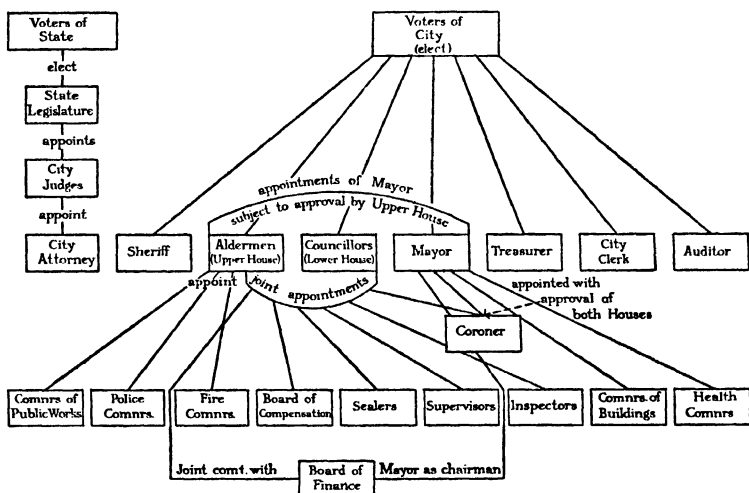 Voters of
State
elect
State
Legislature
appoints
City
Judges
appoint
City
Attorney
Voters of
City
(elect)
appointments of Mayor
subject to approval by Upper House
Sheriff
Aldermen
(Upper House)
Councillors
(Lower House)
Mayor
Treasurer
City
Clerk
Auditor
appoint
joint appointments
appointed with
approval of
both Houses
Coroner
Comnrs of
Public Works
Police
Comnrs.
Fire
Comnrs.
Board of
Compensation
Sealers
Supervisors
Inspectors
Comnrs. of
Buildings
Health
Comnrs
Joint comt. with
Board of
Finance
Mayor as chairman